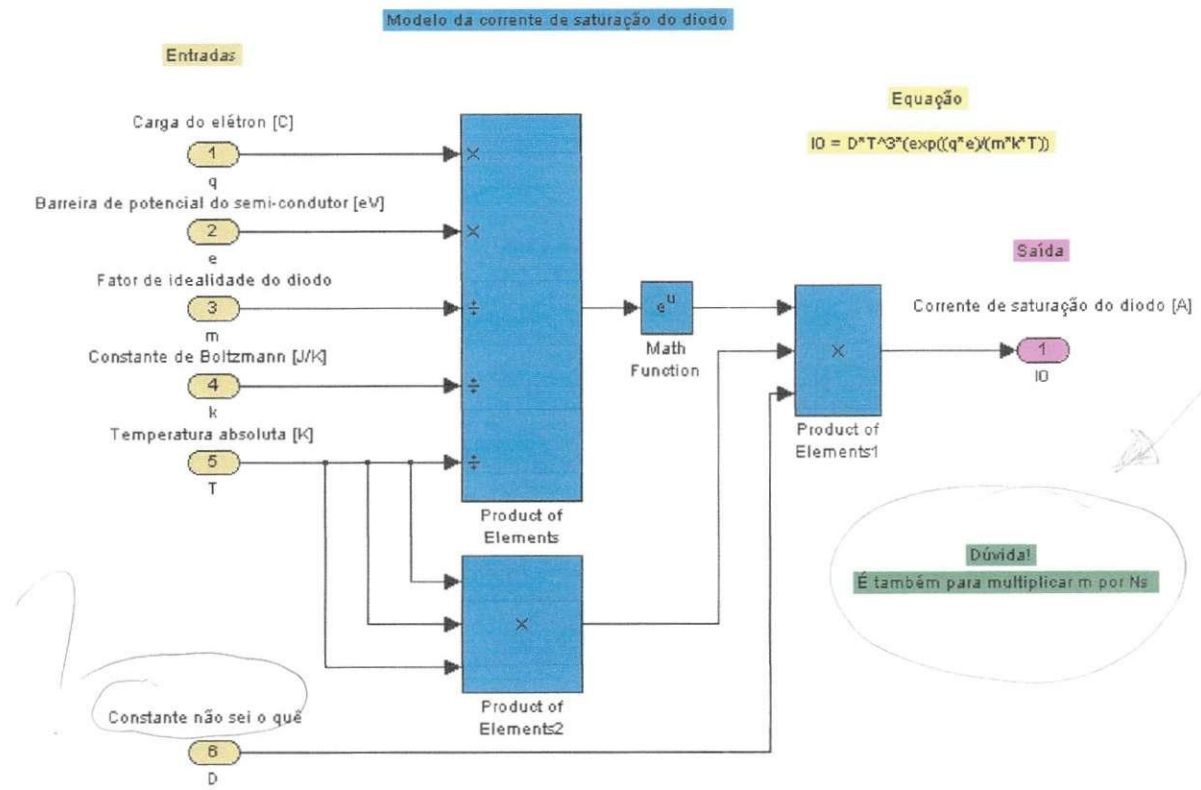 Modelo da corrente de saturação do diodo
Entradas
Equação
I0 = D*T^3*(exp((q*e)/(m*k*T))
Carga do elétron [C]
1
q
Barreira de potencial do semi-condutor [eV]
2
e
Fator de idealidade do diodo
3
m
Constante de Boltzmann [J/K]
4
k
Temperatura absoluta [K]
5
T
×
×
÷
÷
÷
Product of
Elements
e^u
Math
Function
×
Product of
Elements1
Saída
Corrente de saturação do diodo [A]
1
I0
×
Product of
Elements2
Dúvida!
É também para multiplicar m por Ns
Constante não sei o quê
6
D